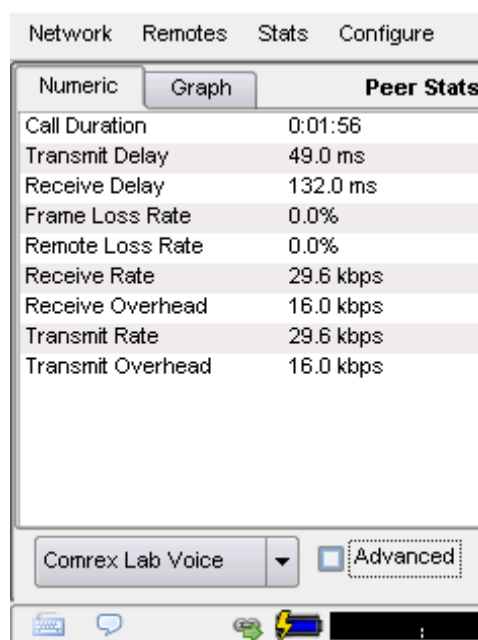 Network Remotes Stats Configure
Numeric Graph Peer Stats
Call Duration 0:01:56
Transmit Delay 49.0 ms
Receive Delay 132.0 ms
Frame Loss Rate 0.0%
Remote Loss Rate 0.0%
Receive Rate 29.6 kbps
Receive Overhead 16.0 kbps
Transmit Rate 29.6 kbps
Transmit Overhead 16.0 kbps
Comrex Lab Voice Advanced